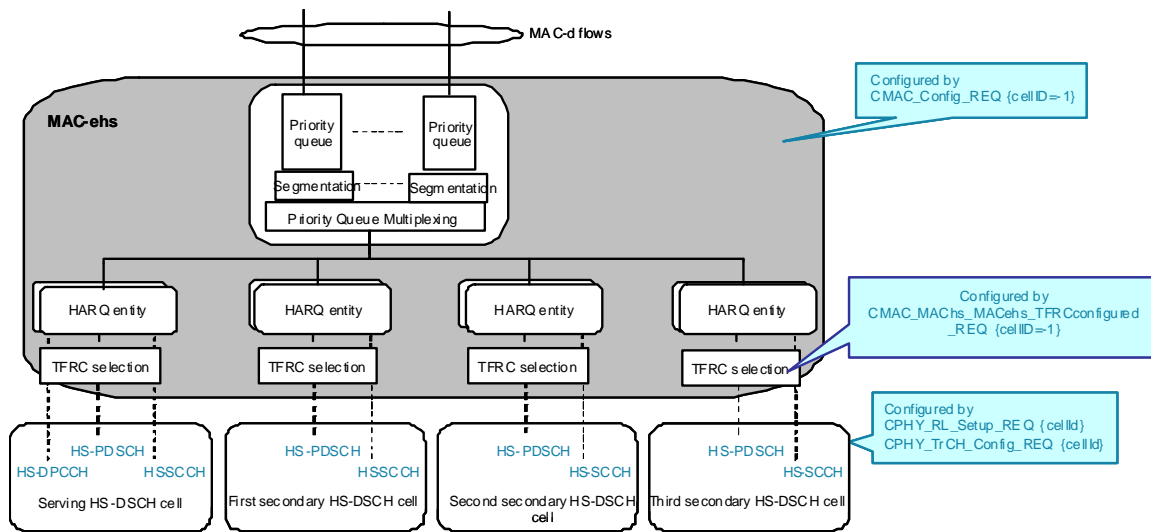 MAC-d flows
Configured by
CMAC_Config_REQ {cellID=-1}
MAC-ehs
Priority
queue
Priority
queue
Segmentation
Segmentation
Priority Queue Multiplexing
HARQ entity
HARQ entity
HARQ entity
HARQ entity
Configured by
CMAC_MAChs_MACehs_TFRCconfigured
_REQ {cellID=-1}
TFRC selection
TFRC selection
TFRC selection
TFRC selection
Configured by
CPHY_RL_Setup_REQ {cellId}
CPHY_TrCH_Config_REQ {cellId}
HS-PDSCH
HS-DPCCH
HSSCCH
Serving HS-DSCH cell
HS-PDSCH
HSSCCH
First secondary HS-DSCH cell
HS-PDSCH
HS-SCCH
Second secondary HS-DSCH
cell
HS-PDSCH
HS-SCCH
Third secondary HS-DSCH cell